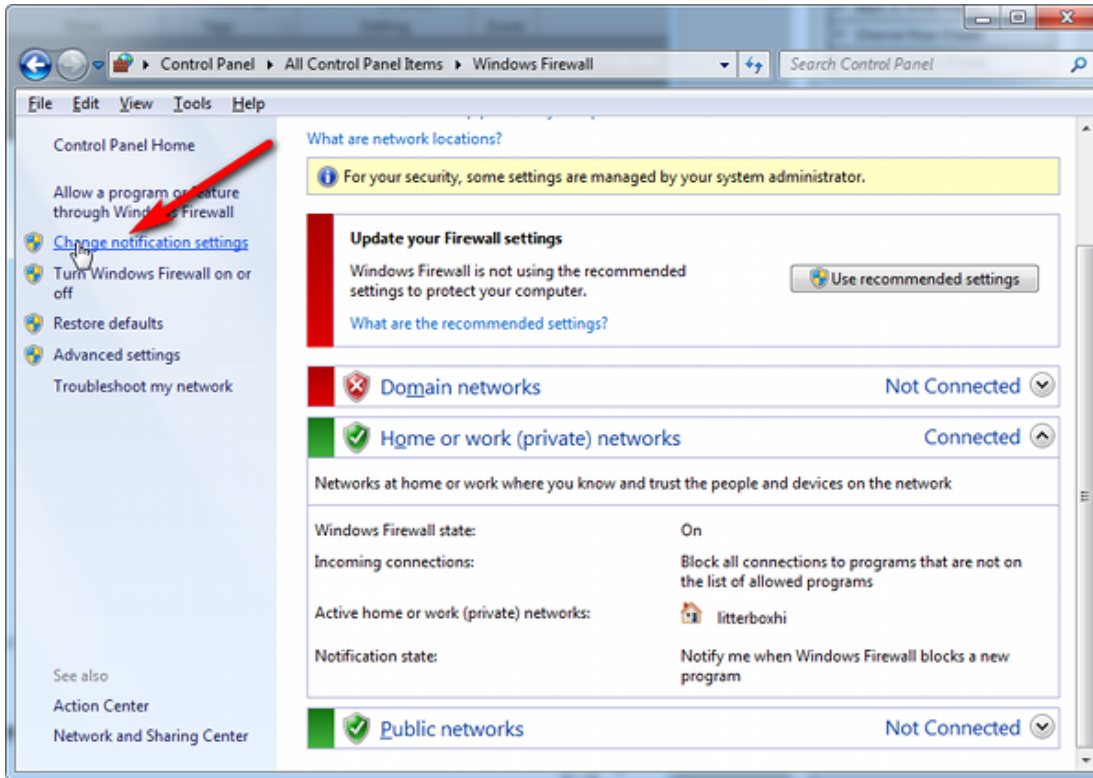 Control Panel ▸ All Control Panel Items ▸ Windows Firewall
Search Control Panel
File Edit View Tools Help
Control Panel Home
Allow a program or feature
through Windows Firewall
Change notification settings
Turn Windows Firewall on or
off
Restore defaults
Advanced settings
Troubleshoot my network
See also
Action Center
Network and Sharing Center
What are network locations?
For your security, some settings are managed by your system administrator.
Update your Firewall settings
Windows Firewall is not using the recommended
settings to protect your computer.
Use recommended settings
What are the recommended settings?
Domain networks Not Connected
Home or work (private) networks Connected
Networks at home or work where you know and trust the people and devices on the network
Windows Firewall state: On
Incoming connections: Block all connections to programs that are not on
the list of allowed programs
Active home or work (private) networks: litterboxhi
Notification state: Notify me when Windows Firewall blocks a new
program
Public networks Not Connected